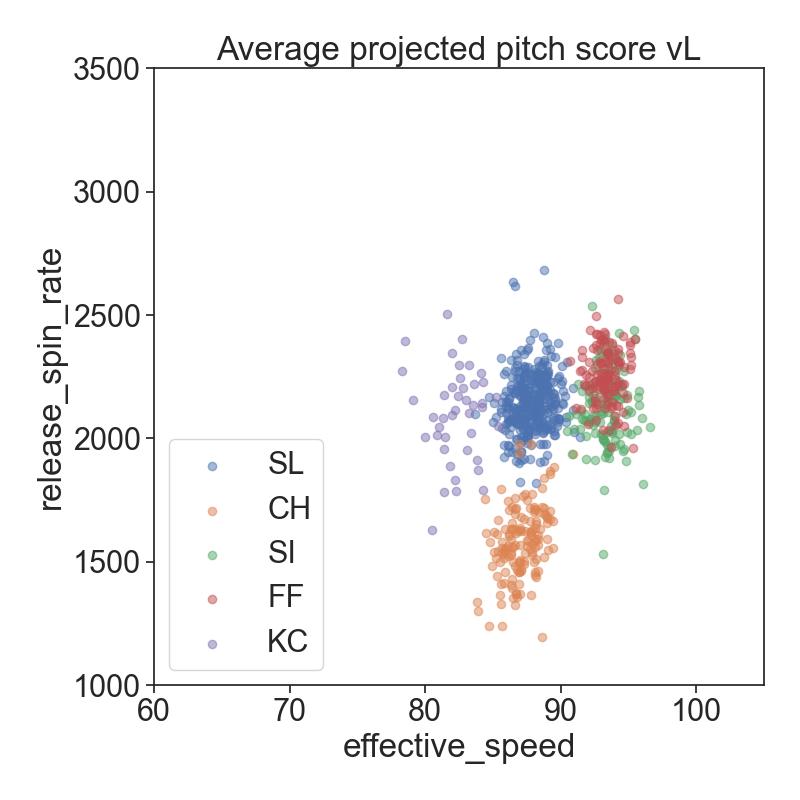 Average projected pitch score vL
3500
3000
2500
2000
1500
1000
release_spin_rate
SL
CH
SI
FF
KC
60
70
80
90
100
effective_speed